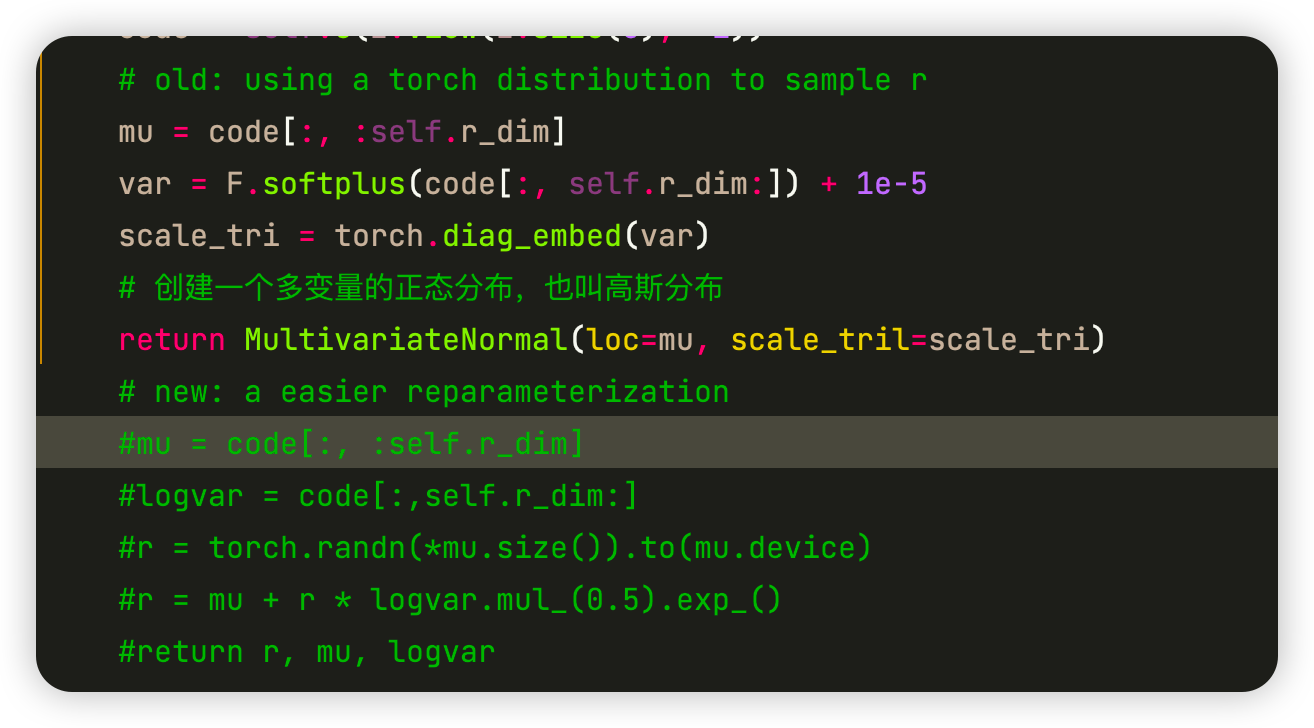 # old: using a torch distribution to sample r
mu = code[:, :self.r_dim]
var = F.softplus(code[:, self.r_dim:]) + 1e-5
scale_tri = torch.diag_embed(var)
# 创建一个多变量的正态分布，也叫高斯分布
return MultivariateNormal(loc=mu, scale_tril=scale_tri)
# new: a easier reparameterization
#mu = code[:, :self.r_dim]
#logvar = code[:,self.r_dim:]
#r = torch.randn(*mu.size()).to(mu.device)
#r = mu + r * logvar.mul_(0.5).exp_()
#return r, mu, logvar